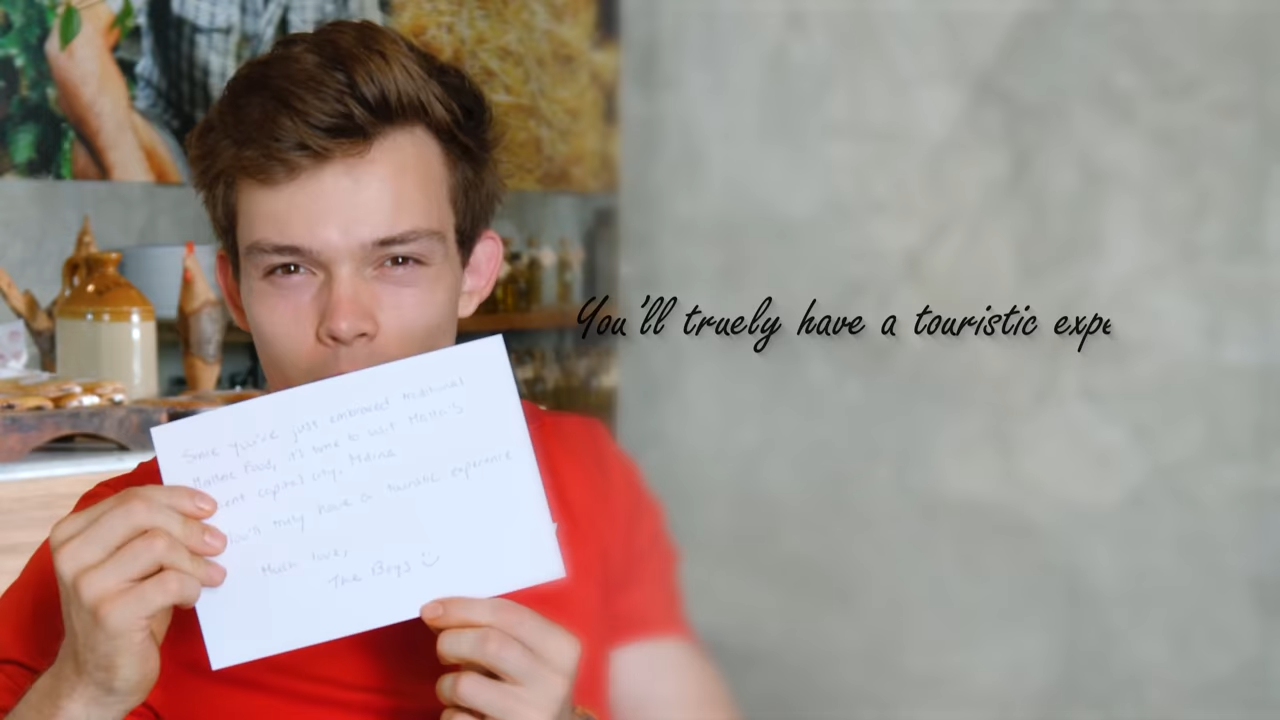 You'll truely have a touristic expe
Since you've just embraced traditional
Maltese Food, it's time to visit Malta's
ent capital city, Mdina
You'll truly have a touristic experience
Much love,
The Boys :)